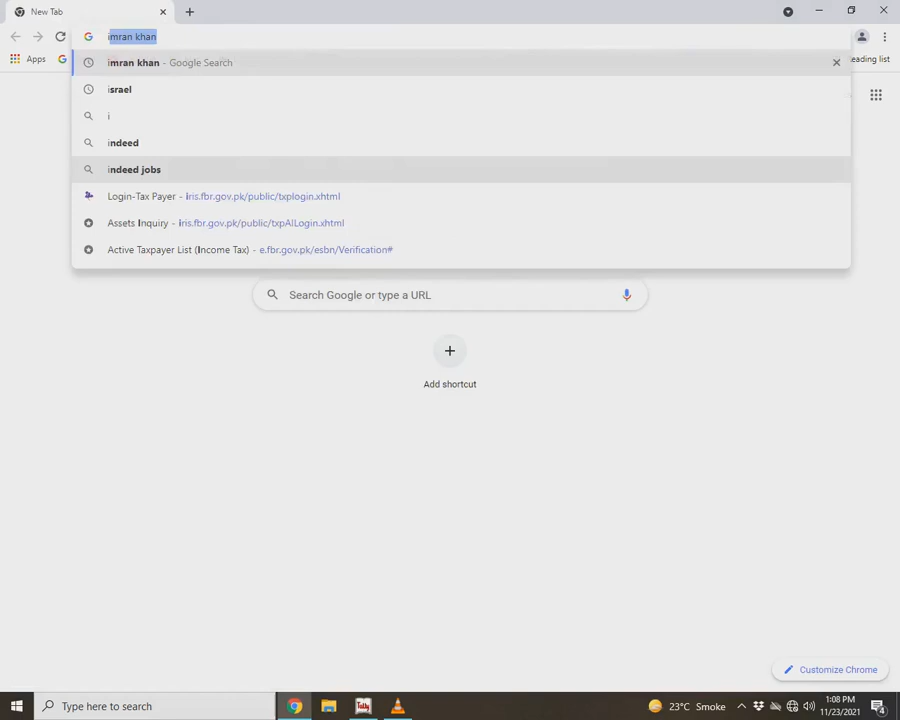 New Tab
imran khan
Apps
eading list
imran khan - Google Search
israel
i
indeed
indeed jobs
Login-Tax Payer - iris.fbr.gov.pk/public/txplogin.xhtml
Assets Inquiry - iris.fbr.gov.pk/public/txpAILogin.xhtml
Active Taxpayer List (Income Tax) - e.fbr.gov.pk/esbn/Verification#
Search Google or type a URL
Add shortcut
Customize Chrome
Type here to search
Tally
23°C Smoke
1:08 PM
11/23/2021
4